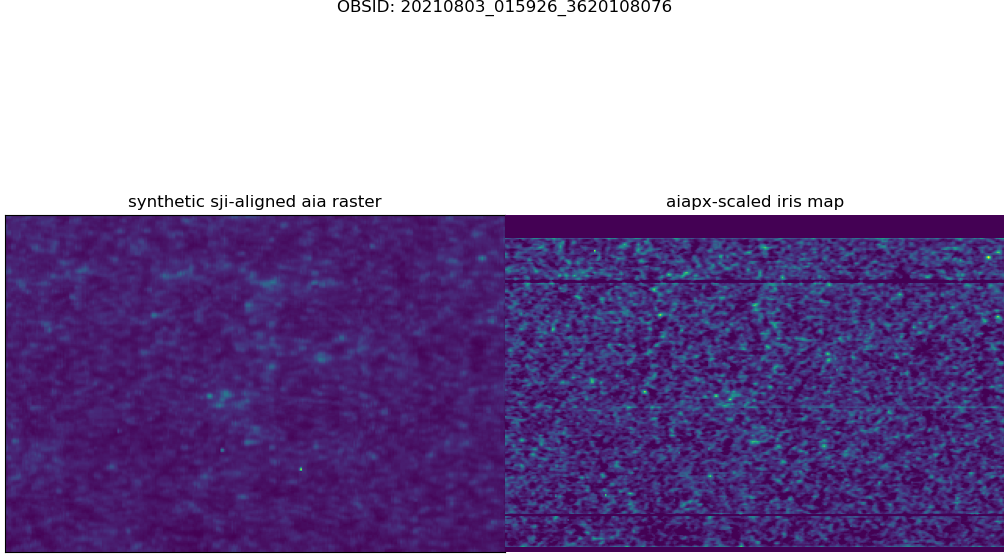 OBSID: 20210803_015926_3620108076
synthetic sji-aligned aia raster
aiapx-scaled iris map